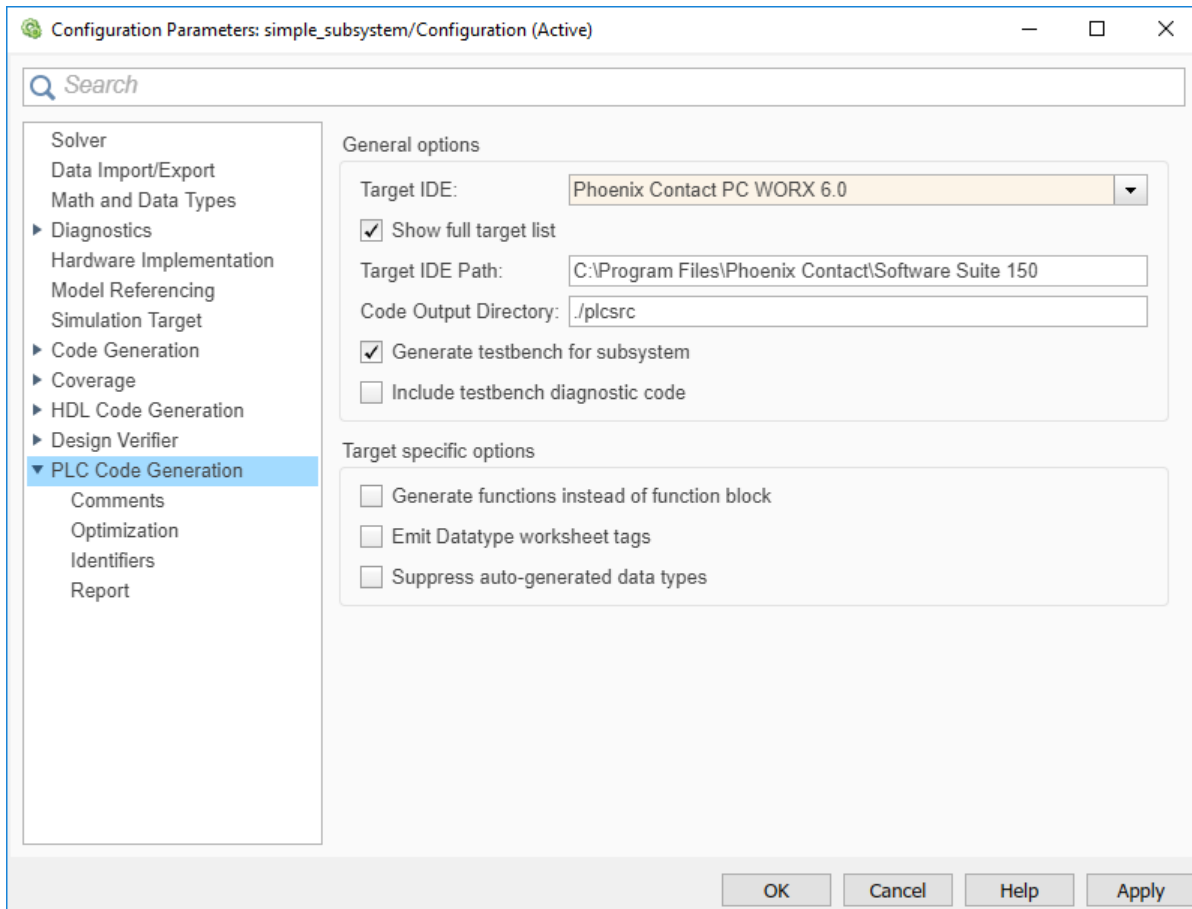 Configuration Parameters: simple_subsystem/Configuration (Active)
Search
Solver
Data Import/Export
Math and Data Types
Diagnostics
Hardware Implementation
Model Referencing
Simulation Target
Code Generation
Coverage
HDL Code Generation
Design Verifier
PLC Code Generation
Comments
Optimization
Identifiers
Report
General options
Target IDE: Phoenix Contact PC WORX 6.0
Show full target list
Target IDE Path: C:\Program Files\Phoenix Contact\Software Suite 150
Code Output Directory: ./plcsrc
Generate testbench for subsystem
Include testbench diagnostic code
Target specific options
Generate functions instead of function block
Emit Datatype worksheet tags
Suppress auto-generated data types
OK Cancel Help Apply